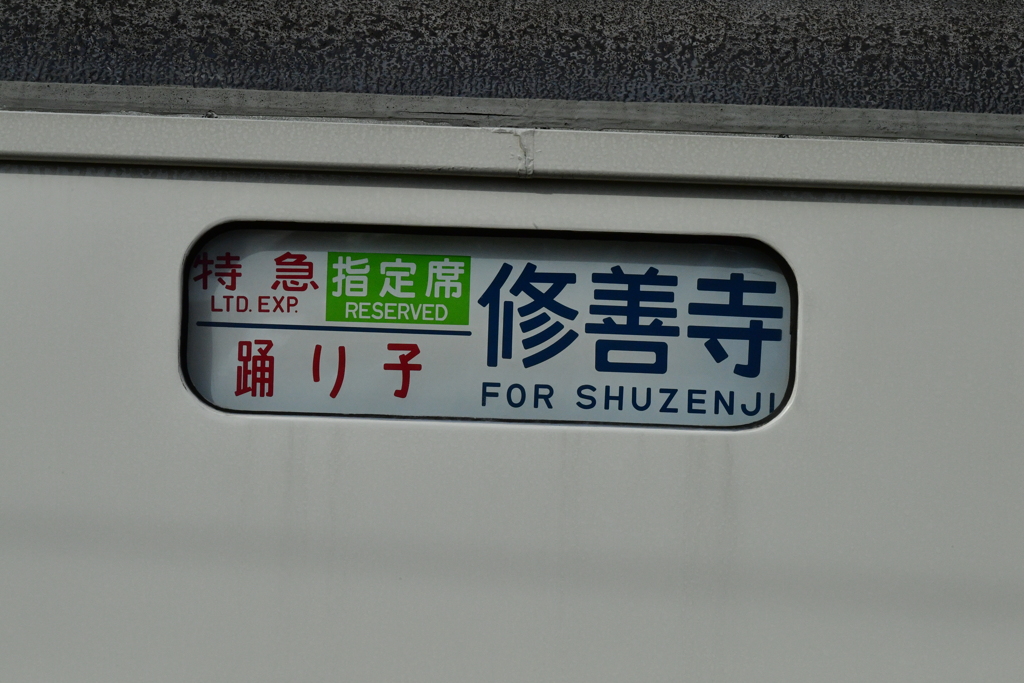 特急
LTD. EXP.
指定席
RESERVED
踊り子
修善寺
FOR SHUZENJI